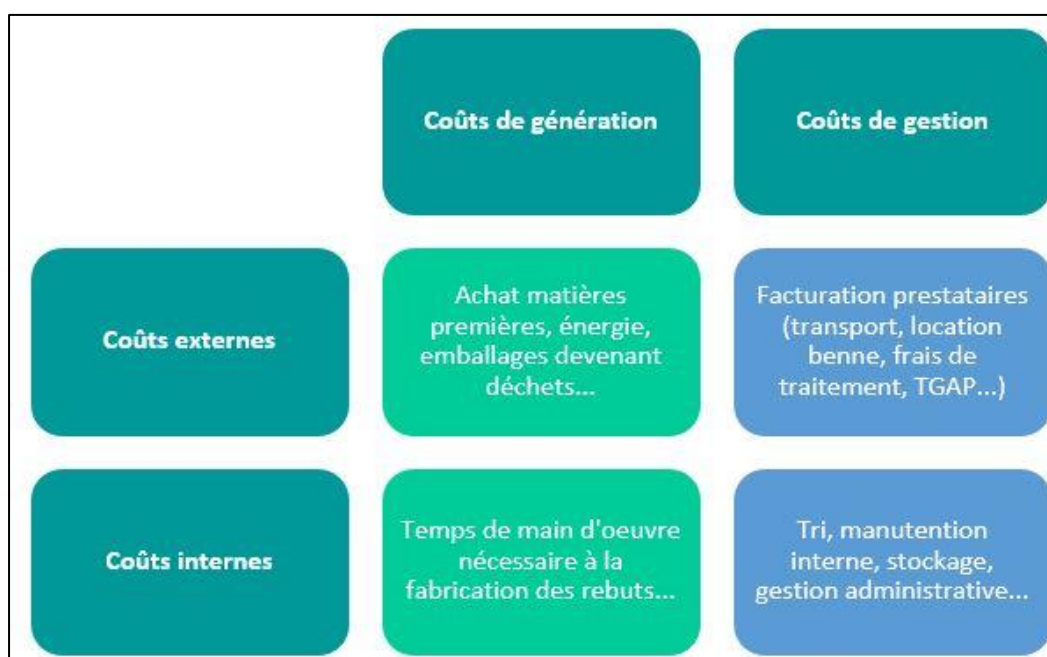 Coûts de génération
Coûts de gestion
Coûts externes
Achat matières
premières, énergie,
emballages devenant
déchets...
Facturation prestataires
(transport, location
benne, frais de
traitement, TGAP...)
Coûts internes
Temps de main d'oeuvre
nécessaire à la
fabrication des rebuts...
Tri, manutention
interne, stockage,
gestion administrative...